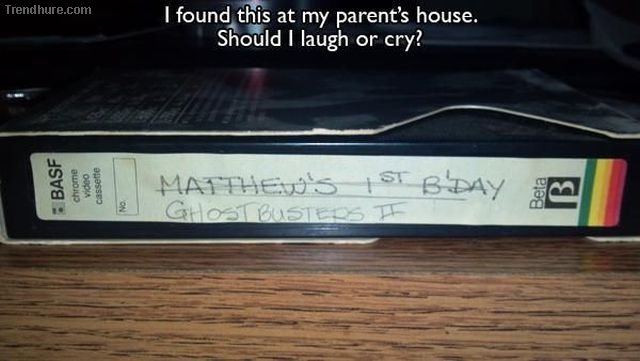 Trendhure.com
I found this at my parent's house.
Should I laugh or cry?
BASF
chrome
video
cassette
No.
MATTHEW'S 1ST B'DAY
GHOSTBUSTERS II
Beta
β